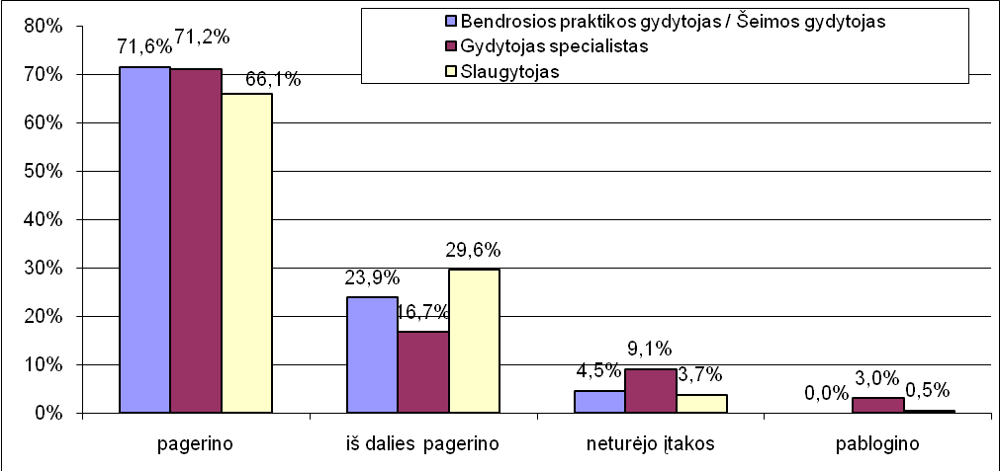 80%
70%
60%
50%
40%
30%
20%
10%
0%
Bendrosios praktikos gydytojas / Šeimos gydytojas
Gydytojas specialistas
Slaugytojas
71,6% 71,2% 66,1%
23,9% 16,7% 29,6%
4,5% 9,1% 3,7%
0,0% 3,0% 0,5%
pagerino iš dalies pagerino neturėjo įtakos pablogino